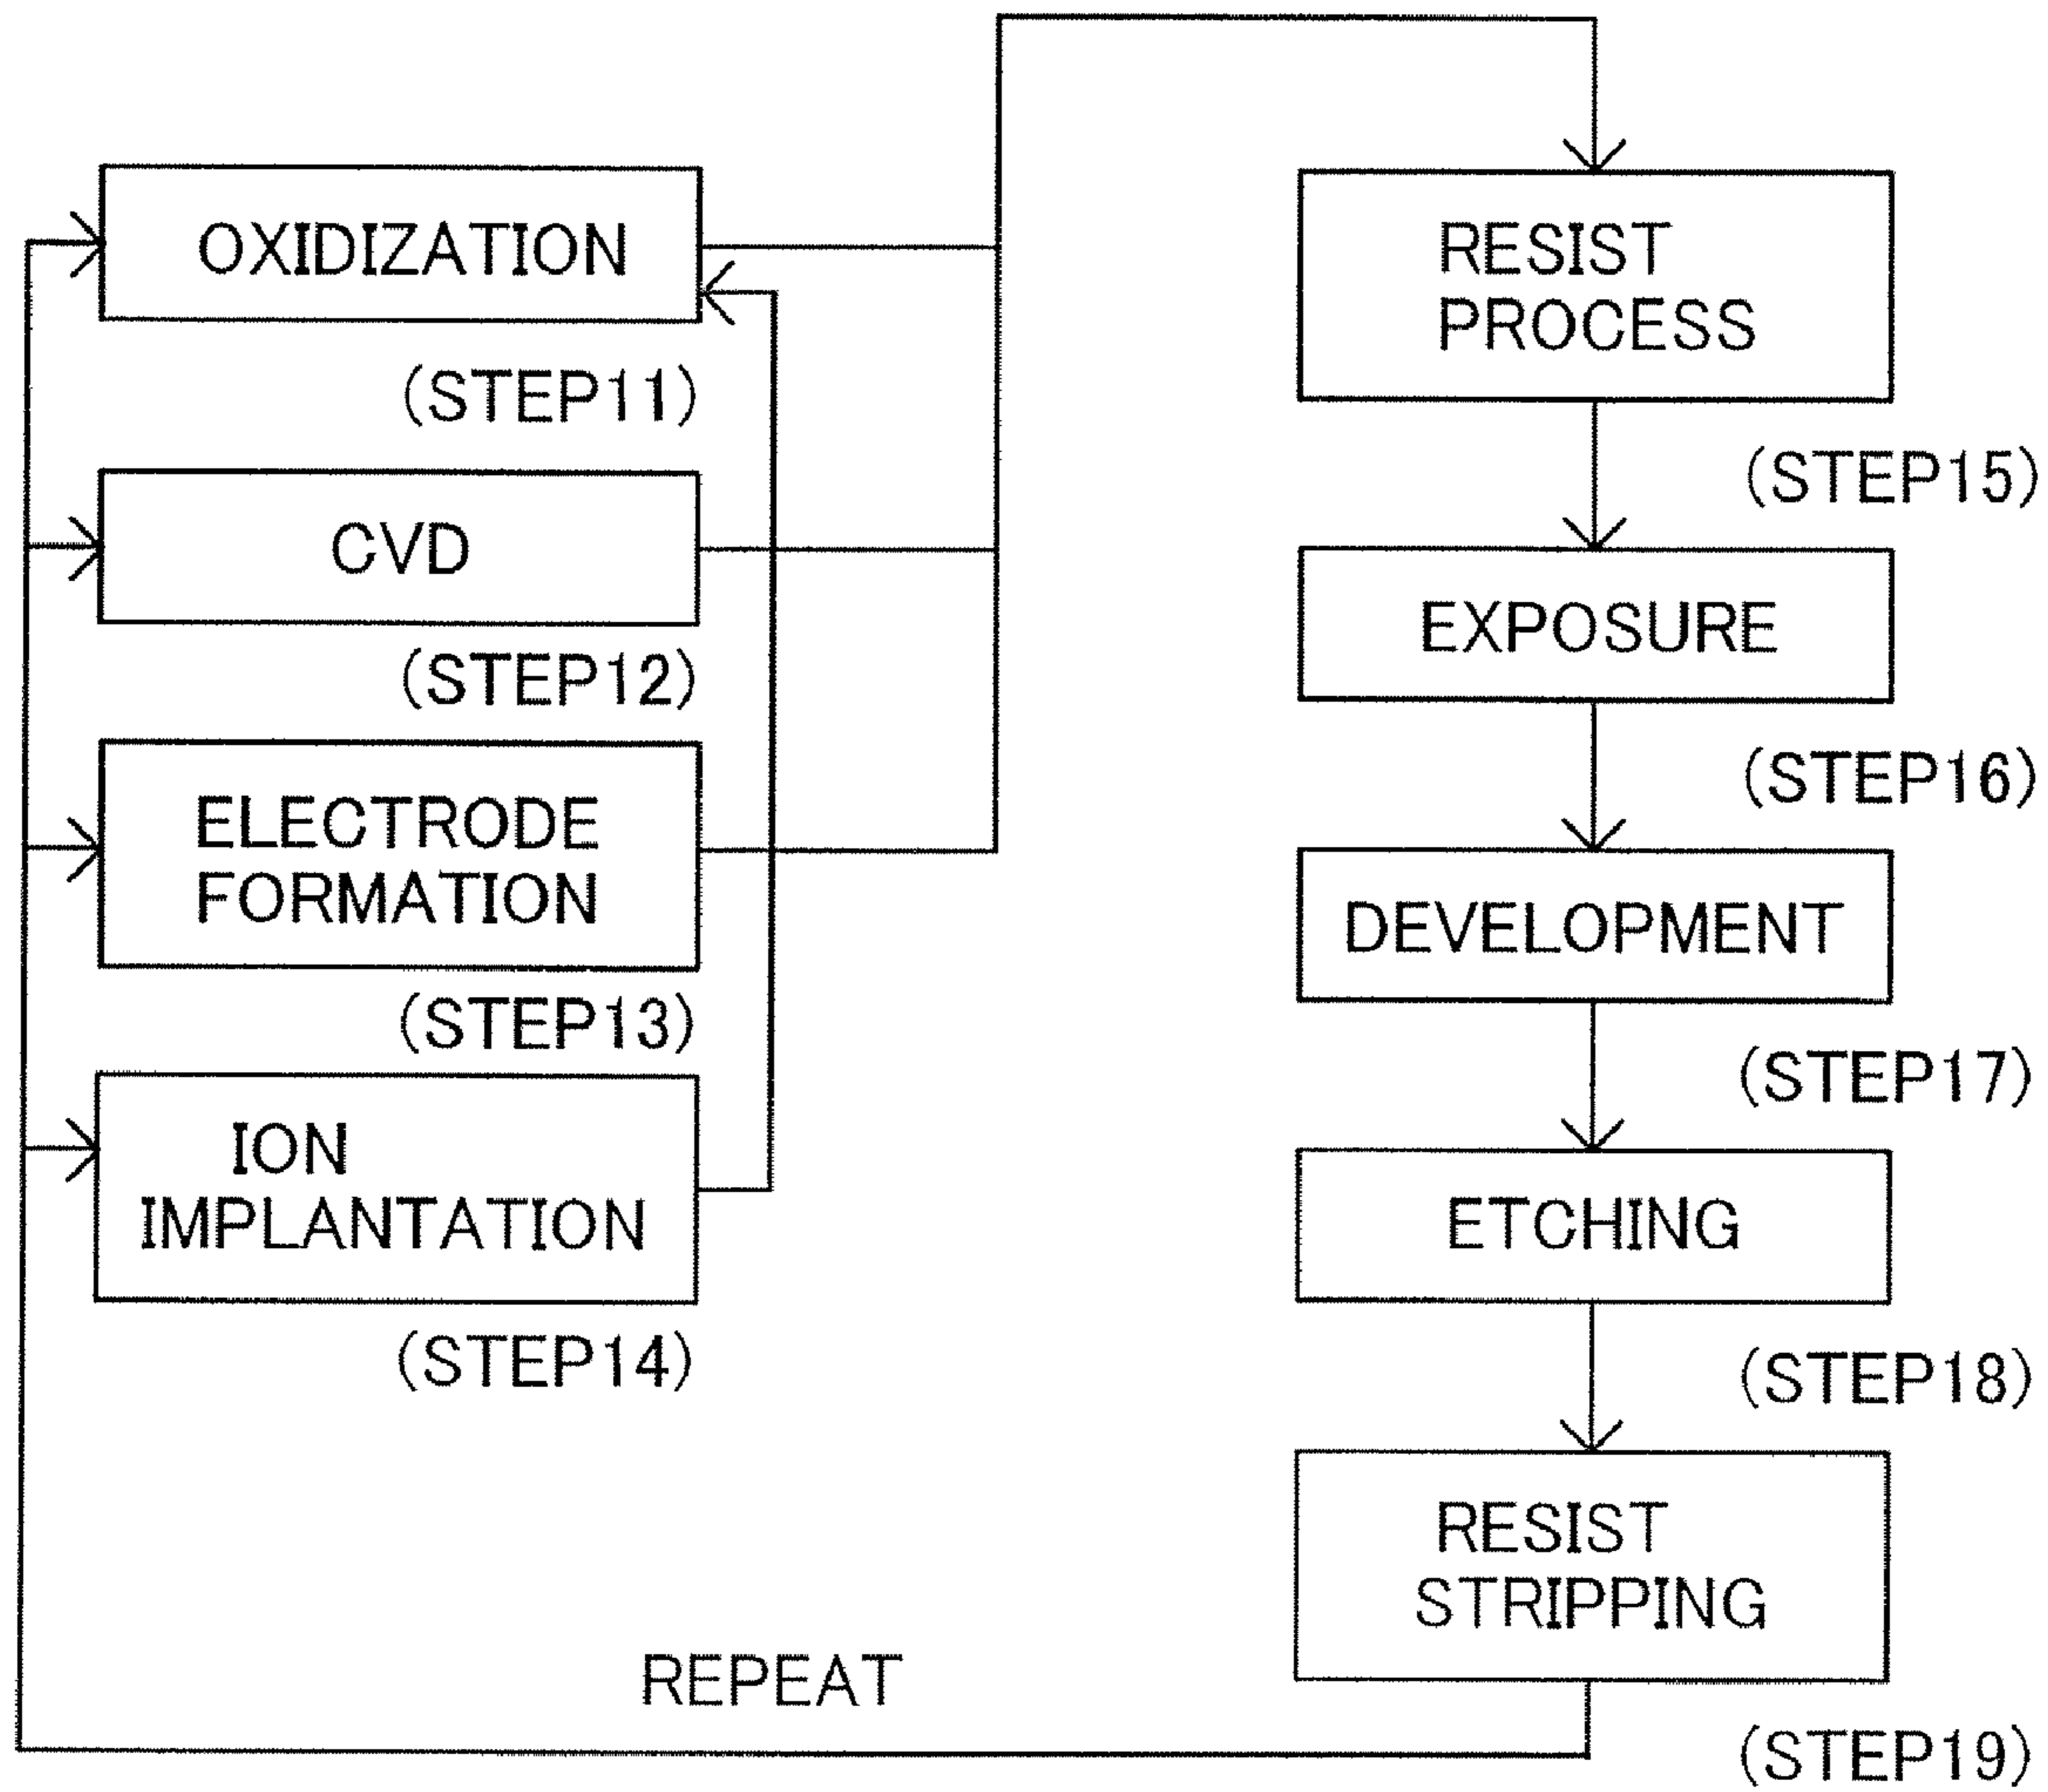 OXIDIZATION
(STEP11)
CVD
(STEP12)
ELECTRODE
FORMATION
(STEP13)
ION
IMPLANTATION
(STEP14)
RESIST
PROCESS
(STEP15)
EXPOSURE
(STEP16)
DEVELOPMENT
(STEP17)
ETCHING
(STEP18)
RESIST
STRIPPING
(STEP19)
REPEAT